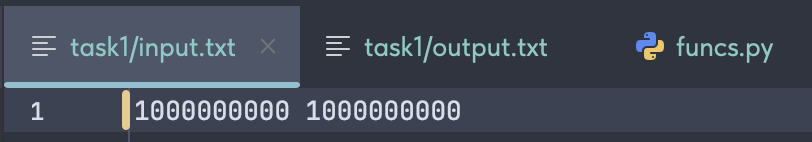 task1/input.txt task1/output.txt funcs.py
1 1000000000 1000000000